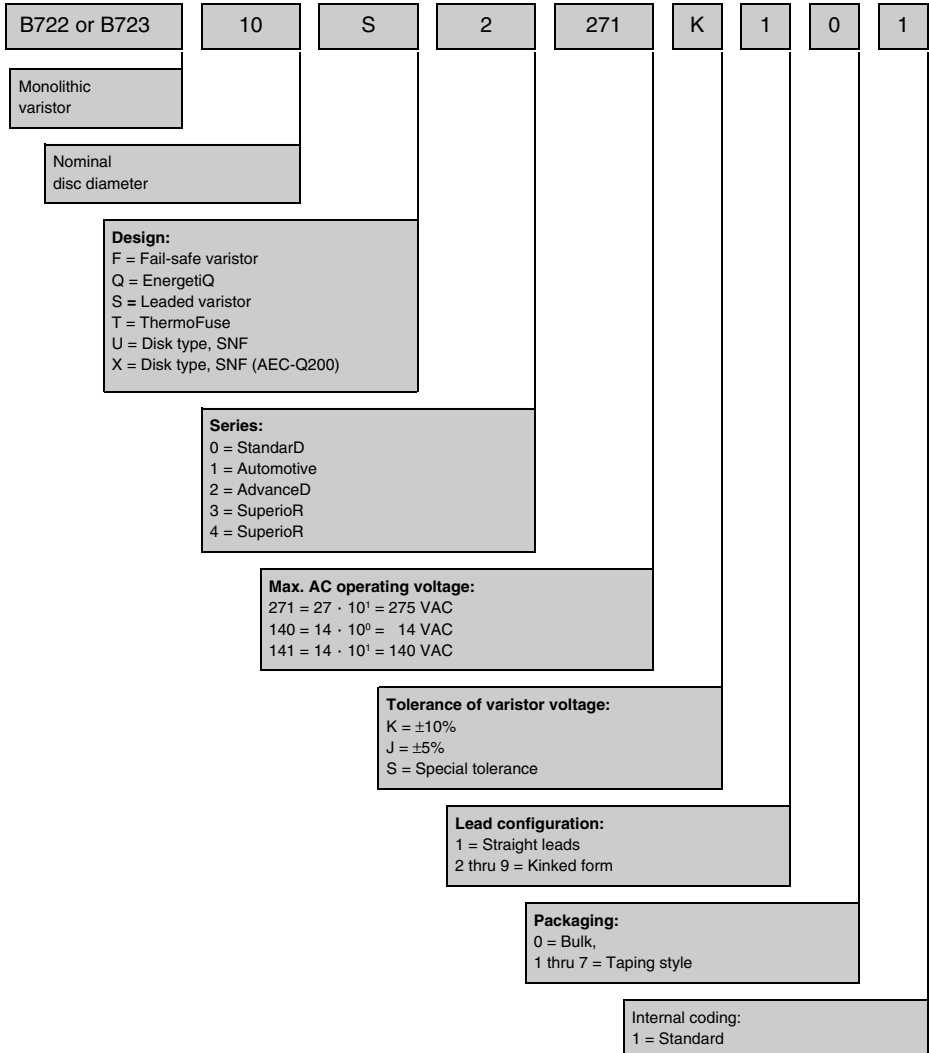 B722 or B723 10 S 2 271 K 1 0 1
Monolithic
varistor
Nominal
disc diameter
Design:
F = Fail-safe varistor
Q = EnergetiQ
S = Leaded varistor
T = ThermoFuse
U = Disk type, SNF
X = Disk type, SNF (AEC-Q200)
Series:
0 = StandarD
1 = Automotive
2 = AdvanceD
3 = SuperioR
4 = SuperioR
Max. AC operating voltage:
271 = 27 · 10¹ = 275 VAC
140 = 14 · 10⁰ = 14 VAC
141 = 14 · 10¹ = 140 VAC
Tolerance of varistor voltage:
K = ±10%
J = ±5%
S = Special tolerance
Lead configuration:
1 = Straight leads
2 thru 9 = Kinked form
Packaging:
0 = Bulk,
1 thru 7 = Taping style
Internal coding:
1 = Standard